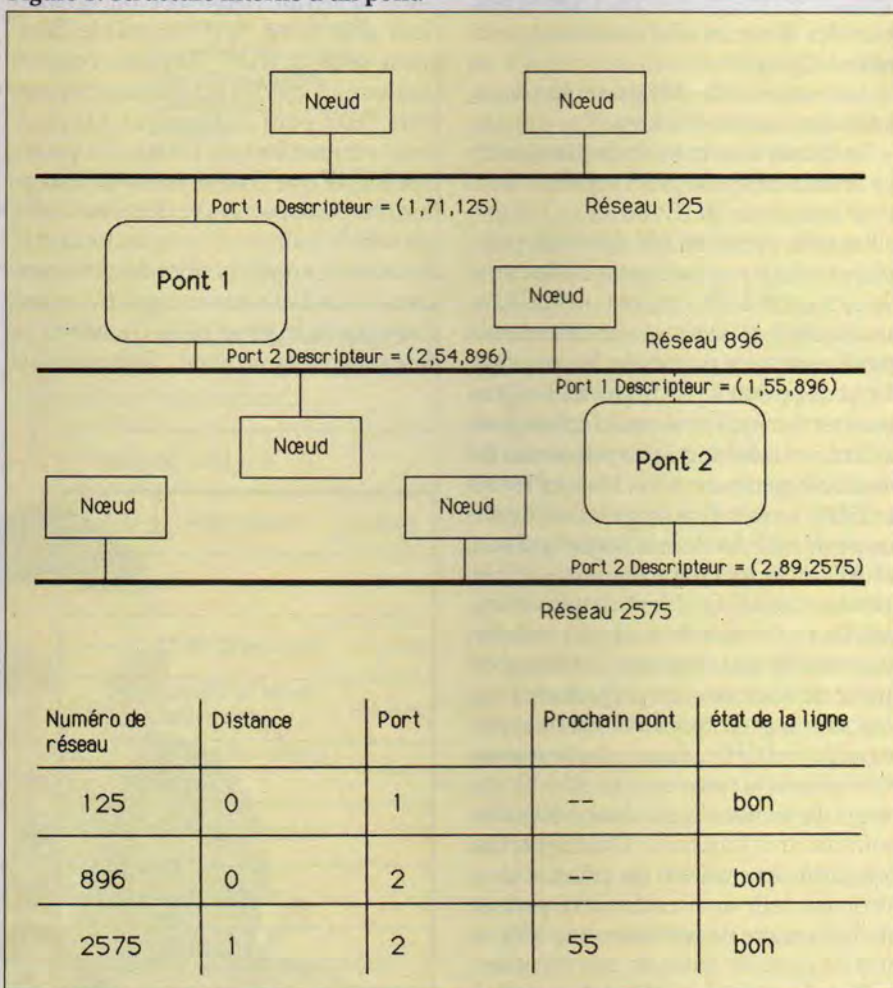 Nœud
Nœud
Port 1 Descripteur = (1,71,125)
Réseau 125
Pont 1
Nœud
Réseau 896
Port 2 Descripteur = (2,54,896)
Port 1 Descripteur = (1,55,896)
Nœud
Pont 2
Nœud
Nœud
Port 2 Descripteur = (2,89,2575)
Réseau 2575
Numéro de réseau Distance Port Prochain pont état de la ligne
125 0 1 -- bon
896 0 2 -- bon
2575 1 2 55 bon